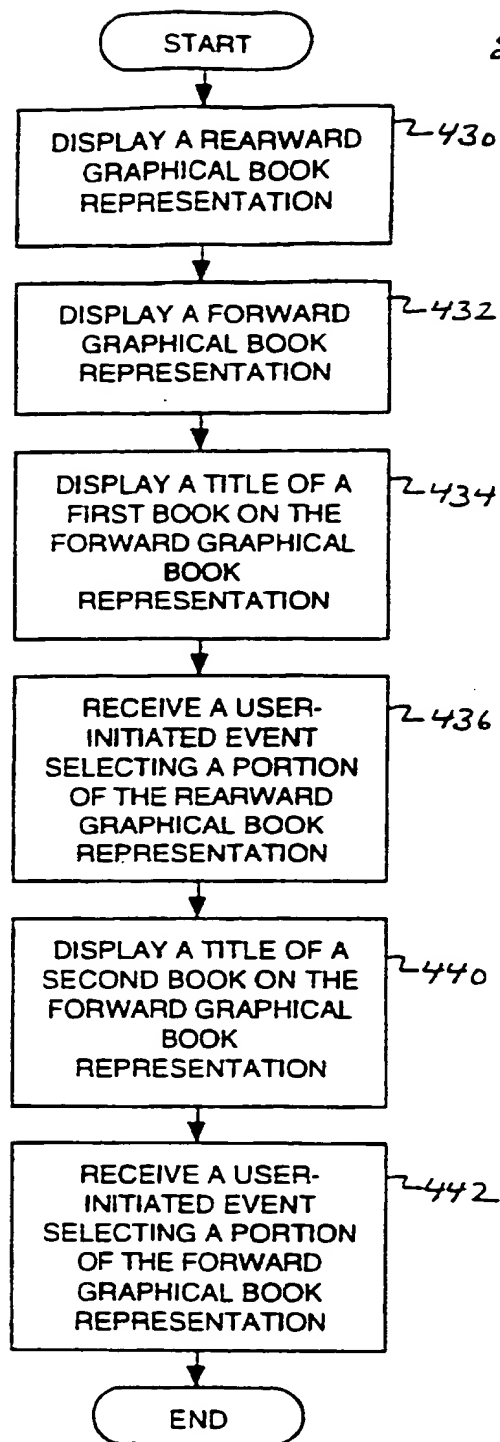 START
DISPLAY A REARWARD
GRAPHICAL BOOK
REPRESENTATION
430
DISPLAY A FORWARD
GRAPHICAL BOOK
REPRESENTATION
432
DISPLAY A TITLE OF A
FIRST BOOK ON THE
FORWARD GRAPHICAL
BOOK
REPRESENTATION
434
RECEIVE A USER-
INITIATED EVENT
SELECTING A PORTION
OF THE REARWARD
GRAPHICAL BOOK
REPRESENTATION
436
DISPLAY A TITLE OF A
SECOND BOOK ON THE
FORWARD GRAPHICAL
BOOK
REPRESENTATION
440
RECEIVE A USER-
INITIATED EVENT
SELECTING A PORTION
OF THE FORWARD
GRAPHICAL BOOK
REPRESENTATION
442
END